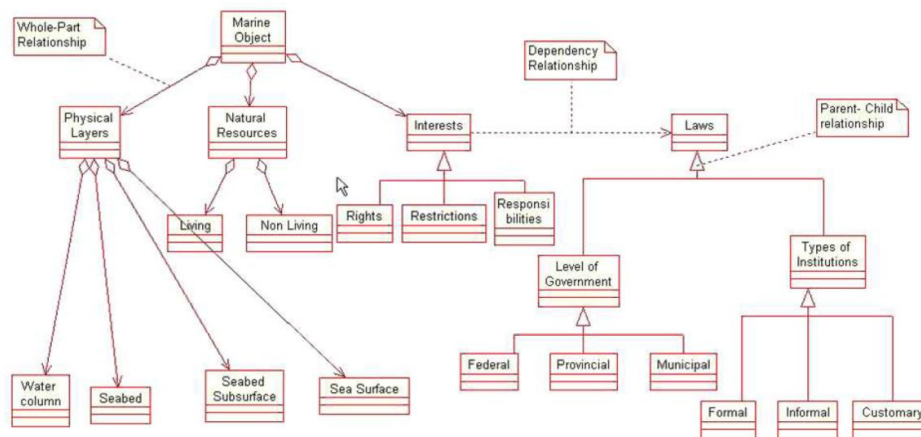 Whole-Part
Relationship
Marine
Object
Dependency
Relationship
Parent- Child
relationship
Physical
Layers
Natural
Resources
Interests
Laws
Living
Non Living
Rights
Restrictions
Responsi
bilities
Level of
Government
Types of
Institutions
Federal
Provincial
Municipal
Water
column
Seabed
Seabed
Subsurface
Sea Surface
Formal
Informal
Customary